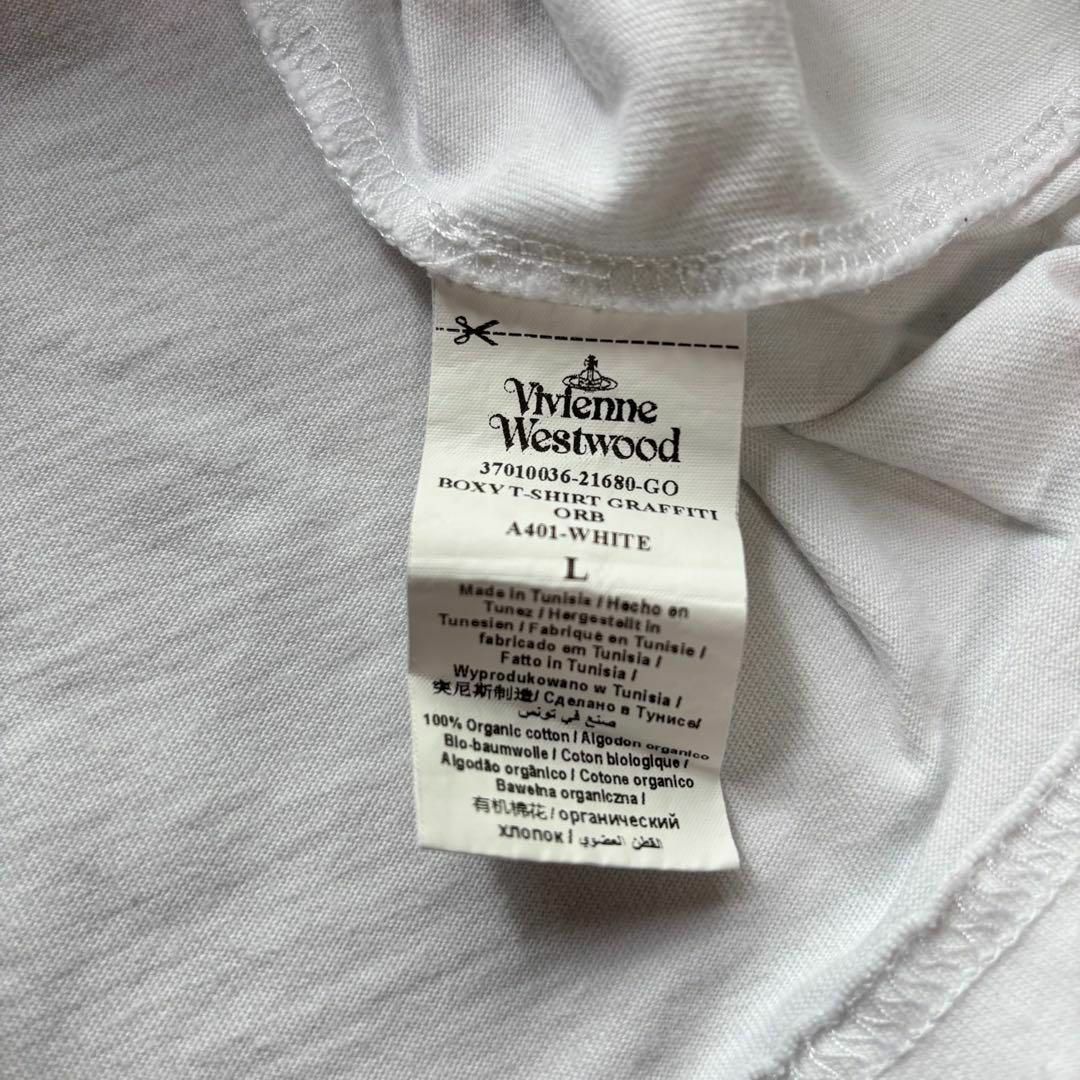 Vivienne
Westwood
37010036-21680-GO
BOXY T-SHIRT GRAFFITI
ORB
A401-WHITE
L
Made in Tunisia / Hecho en
Tunez / Hergestellt in
Tunesien / Fabriqué en Tunisie /
fabricado em Tunisia /
Fatto in Tunisia /
Wyprodukowano w Tunisia /
突尼斯制造/ Сделано в Тунисе/
صنع في تونس
100% Organic cotton / Algodon organico
Bio-baumwolle / Coton biologique /
Algodão orgânico / Cotone organico
Bawełna organiczna /
有机棉花 / органический
хлопок / القطن العضوي